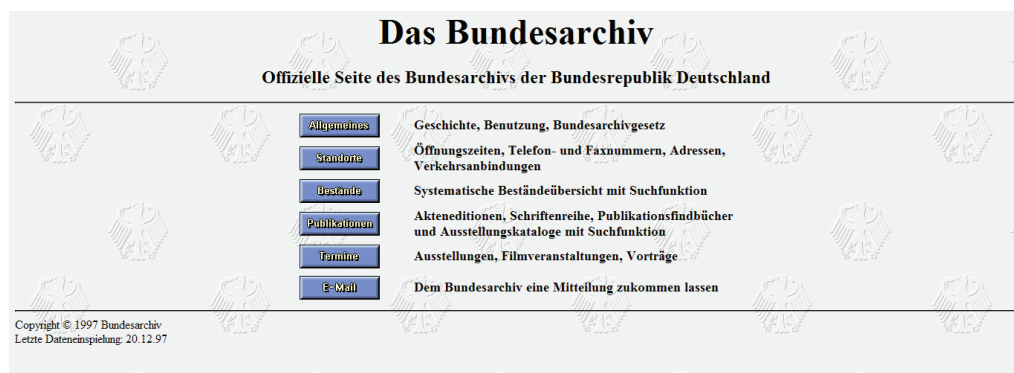 Das Bundesarchiv
Offizielle Seite des Bundesarchivs der Bundesrepublik Deutschland
Allgemeines
Geschichte, Benutzung, Bundesarchivgesetz
Standorte
Öffnungszeiten, Telefon- und Faxnummern, Adressen,
Verkehrsanbindungen
Bestände
Systematische Beständeübersicht mit Suchfunktion
Publikationen
Akteneditionen, Schriftenreihe, Publikationsfindbücher
und Ausstellungskataloge mit Suchfunktion
Termine
Ausstellungen, Filmveranstaltungen, Vorträge
E-Mail
Dem Bundesarchiv eine Mitteilung zukommen lassen
Copyright © 1997 Bundesarchiv
Letzte Dateneinspielung: 20.12.97